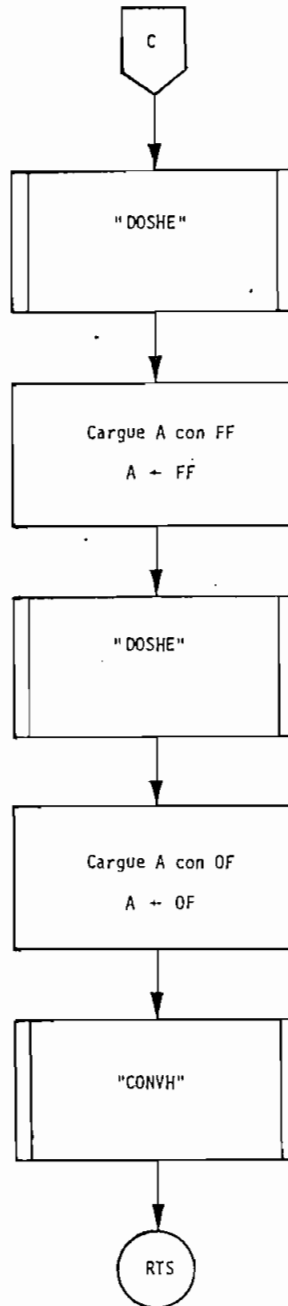 C
"DOSHE"
Cargue A con FF
A ← FF
"DOSHE"
Cargue A con OF
A ← OF
"CONVH"
RTS